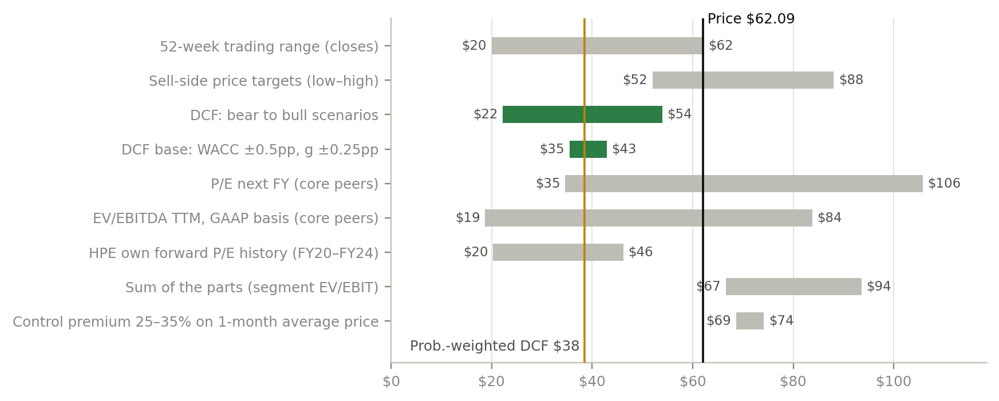 Price $62.09
52-week trading range (closes) $20 $62
Sell-side price targets (low–high) $52 $88
DCF: bear to bull scenarios $22 $54
DCF base: WACC ±0.5pp, g ±0.25pp $35 $43
P/E next FY (core peers) $35 $106
EV/EBITDA TTM, GAAP basis (core peers) $19 $84
HPE own forward P/E history (FY20–FY24) $20 $46
Sum of the parts (segment EV/EBIT) $67 $94
Control premium 25–35% on 1-month average price $69 $74
Prob.-weighted DCF $38
$0 $20 $40 $60 $80 $100